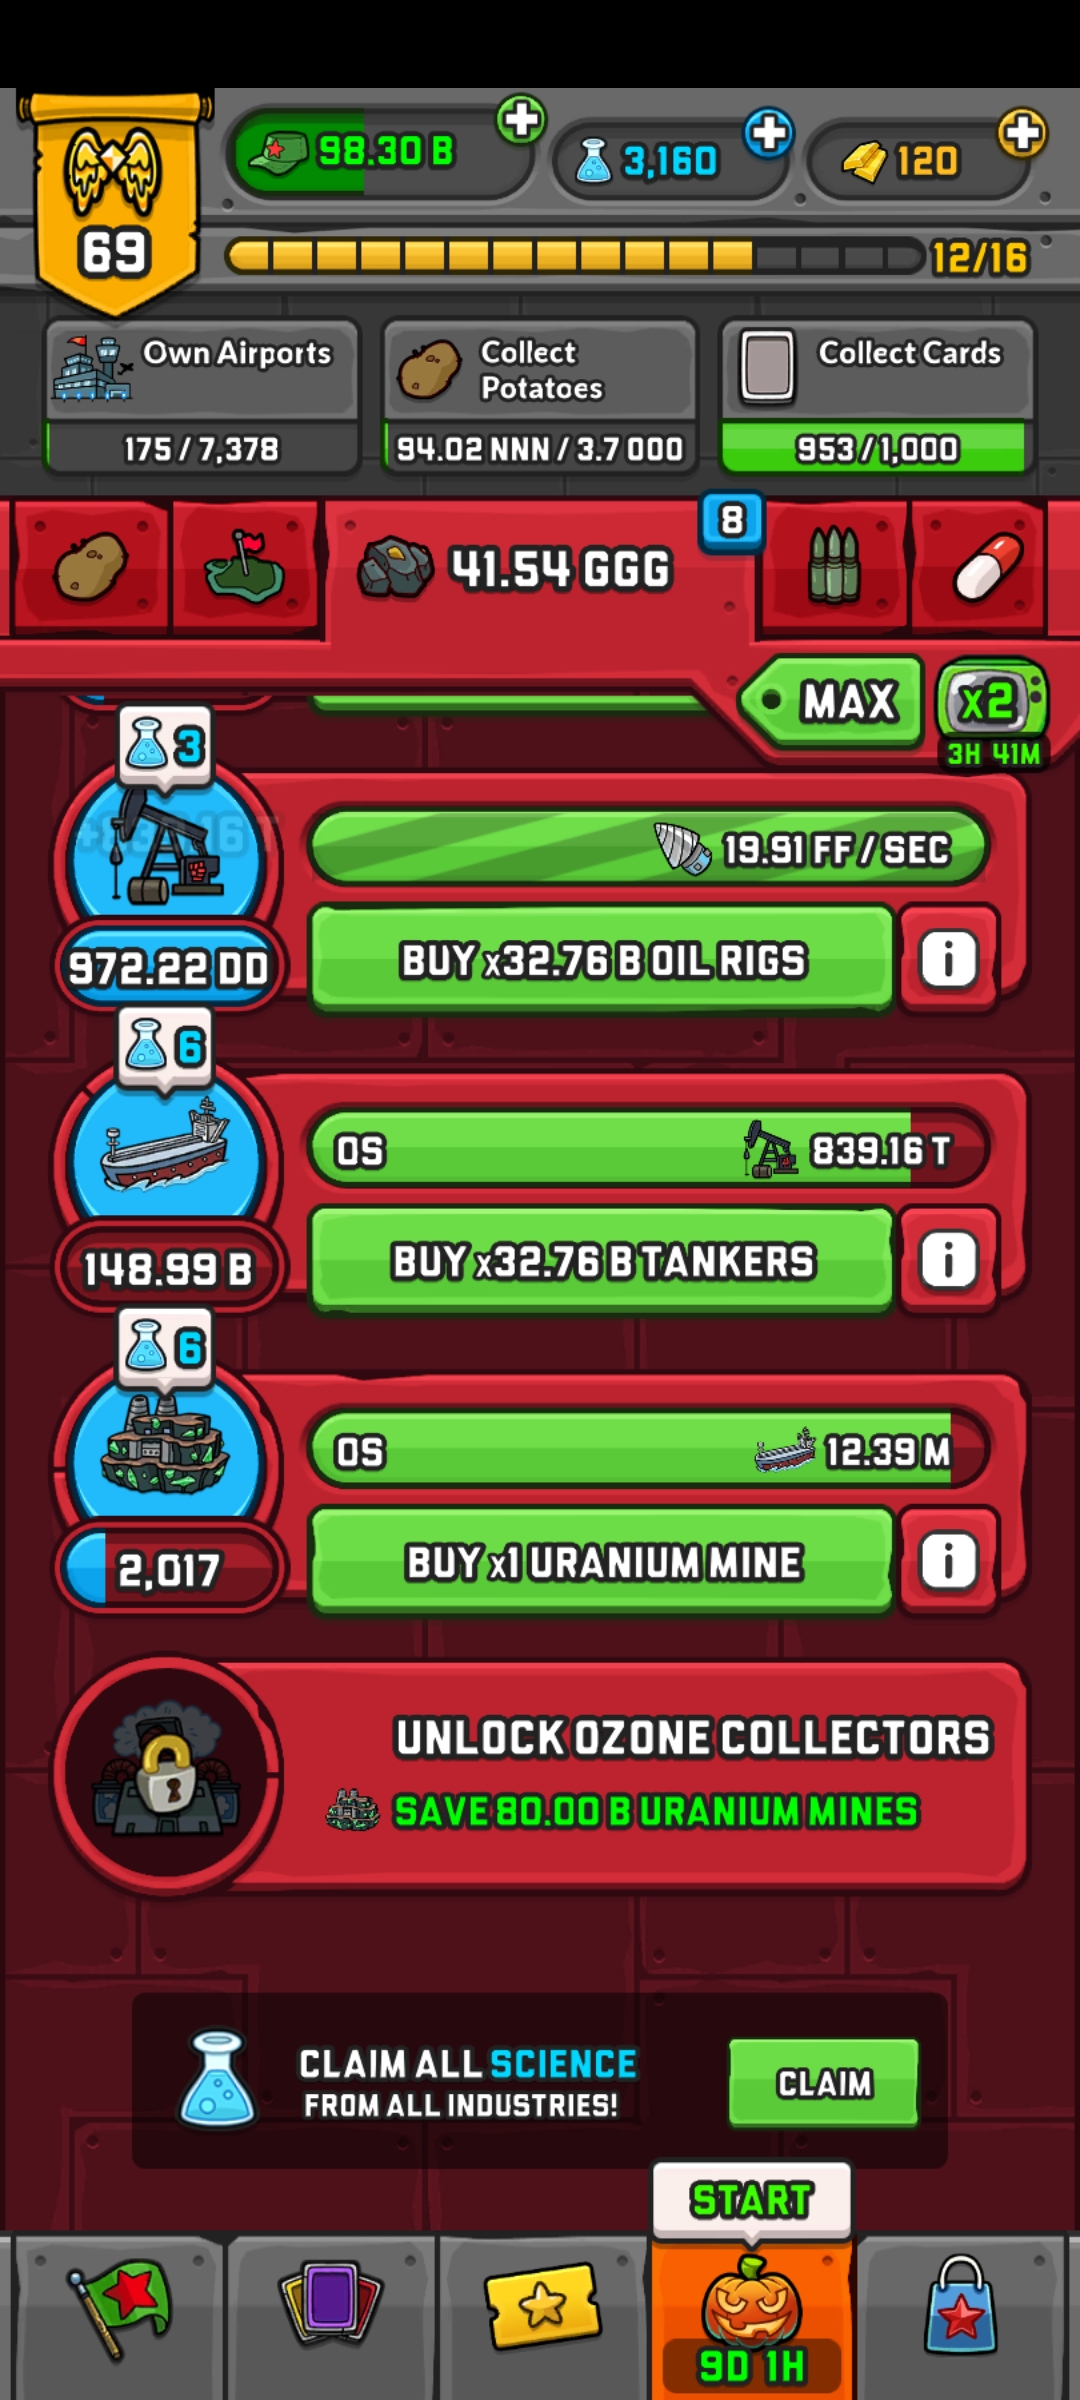 98.30 B
3,160
120
69
12/16
Own Airports
175 / 7,378
Collect
Potatoes
94.02 NNN / 3.7 OOO
Collect Cards
953 / 1,000
41.54 GGG
8
MAX
x2
3H 41M
3
+839.16 T
19.91 FF / SEC
972.22 DD
BUY x32.76 B OIL RIGS
i
6
0S
839.16 T
148.99 B
BUY x32.76 B TANKERS
i
6
0S
12.39 M
2,017
BUY x1 URANIUM MINE
i
UNLOCK OZONE COLLECTORS
SAVE 80.00 B URANIUM MINES
CLAIM ALL SCIENCE
FROM ALL INDUSTRIES!
CLAIM
START
9D 1H